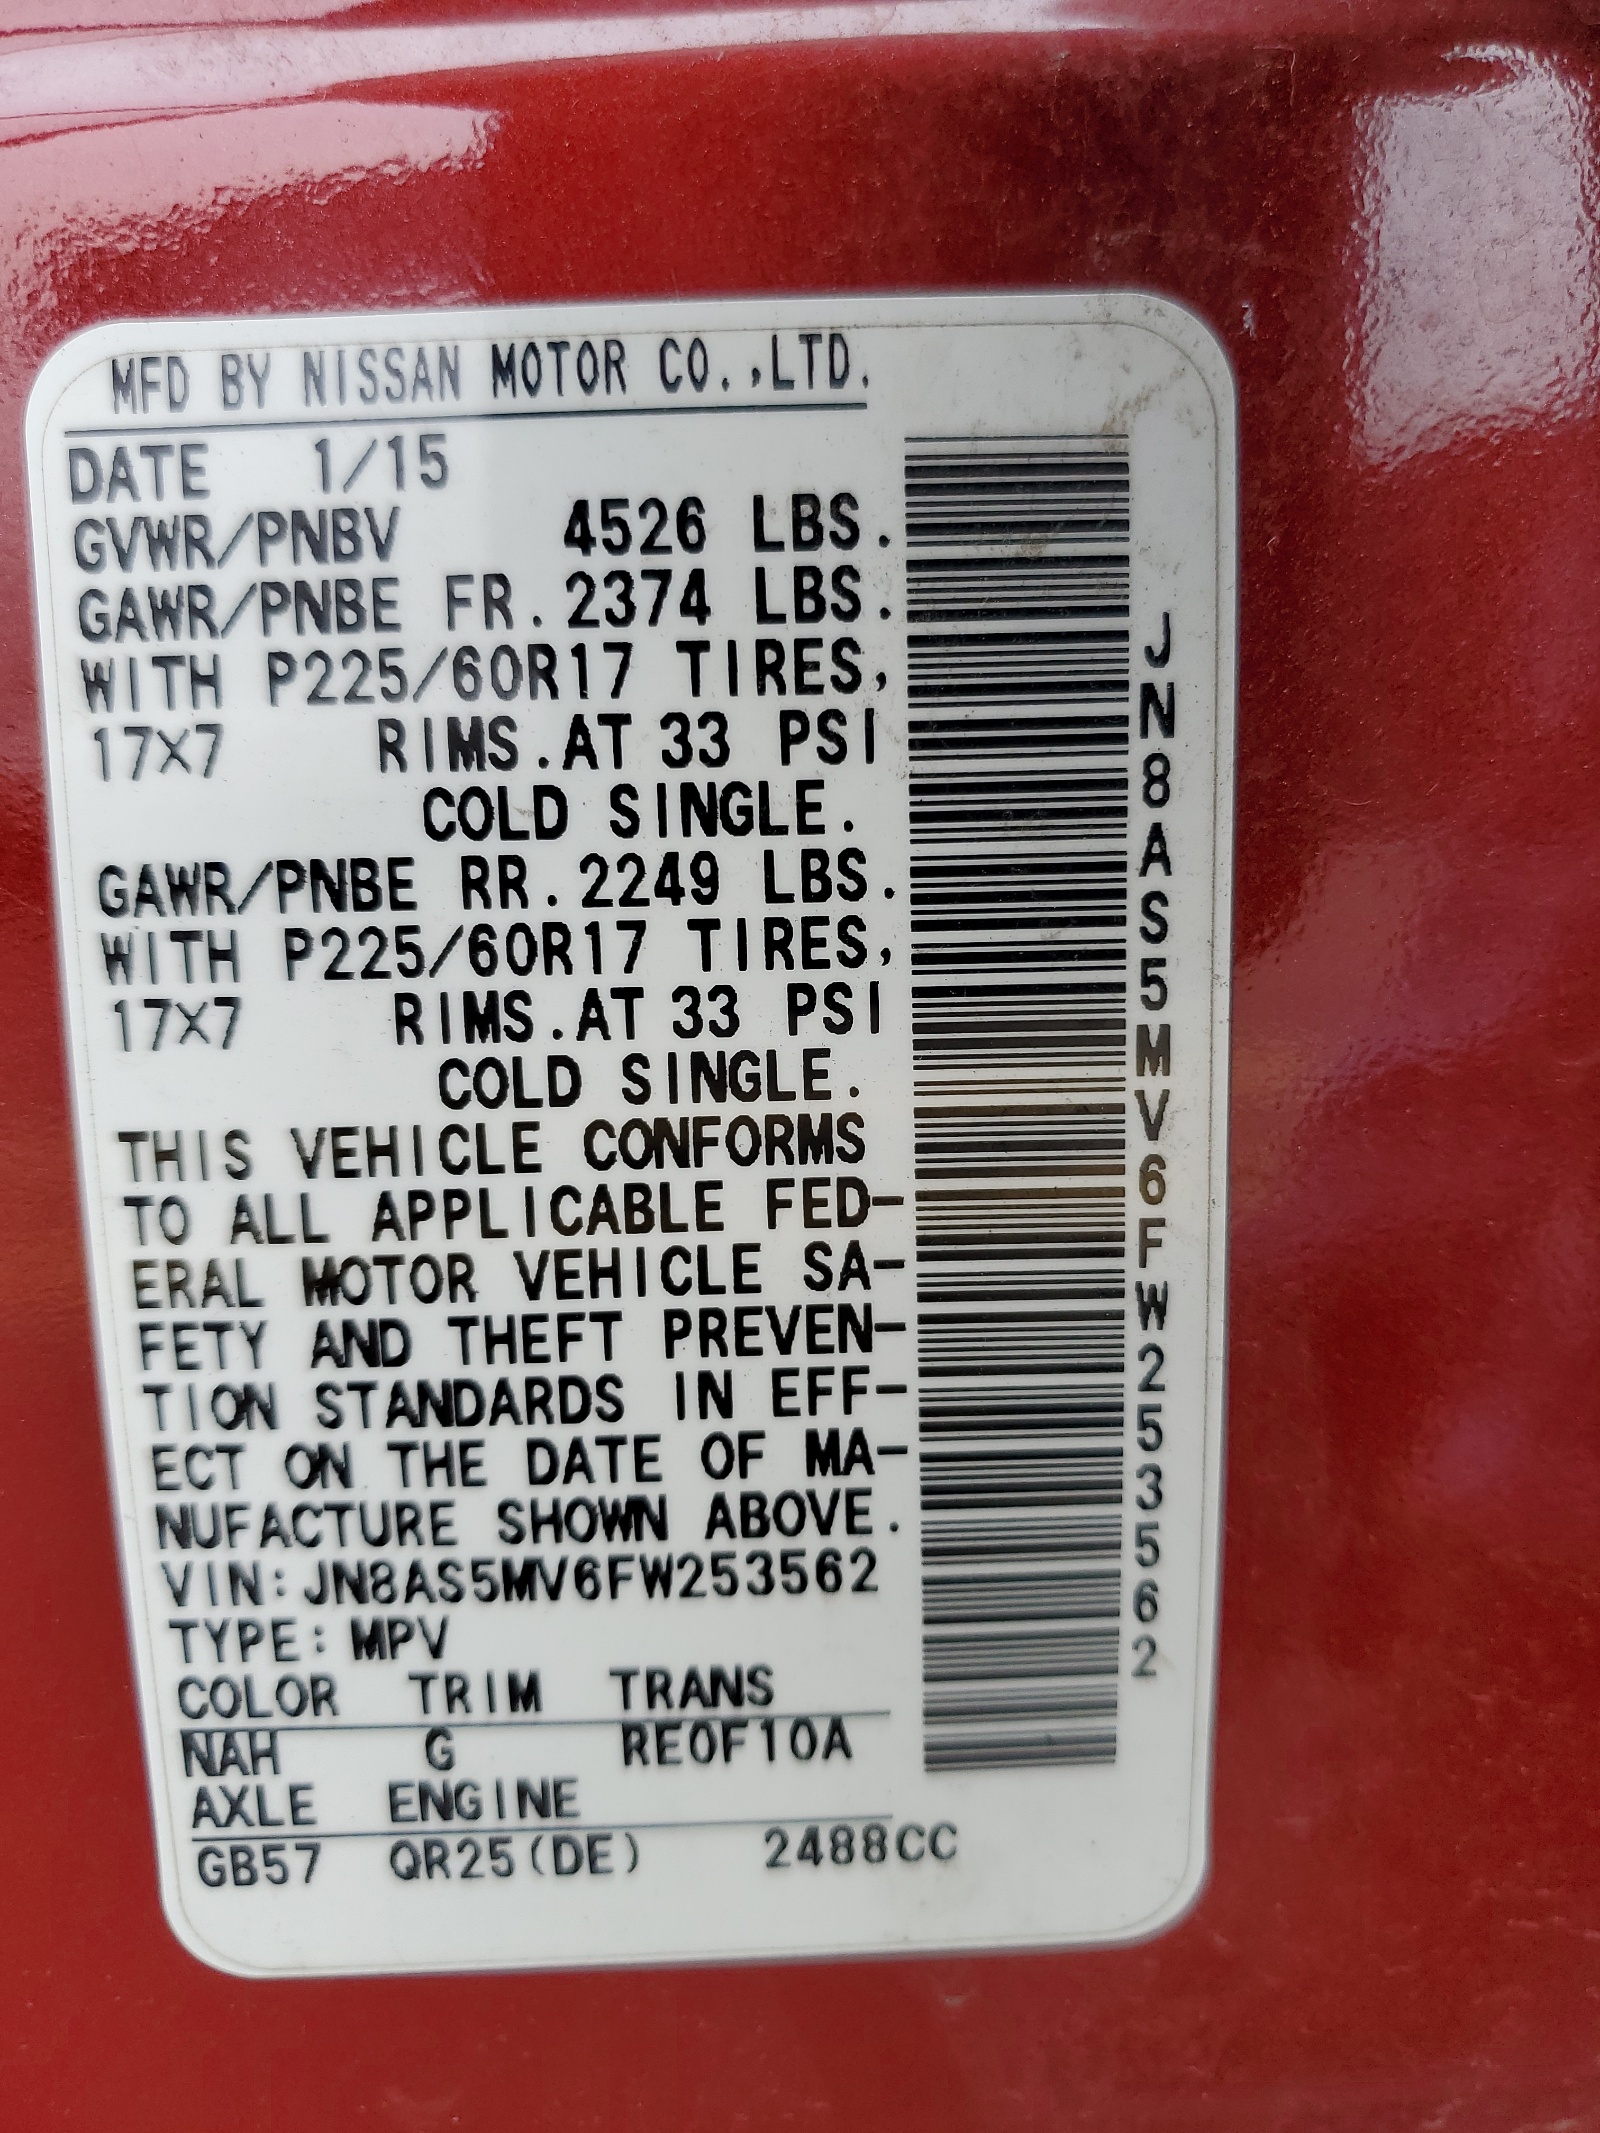 MFD BY NISSAN MOTOR CO.,LTD.
DATE 1/15
GVWR/PNBV 4526 LBS.
GAWR/PNBE FR. 2374 LBS.
WITH P225/60R17 TIRES,
17X7 RIMS.AT 33 PSI
COLD SINGLE.
GAWR/PNBE RR. 2249 LBS.
WITH P225/60R17 TIRES,
17X7 RIMS.AT 33 PSI
COLD SINGLE.
THIS VEHICLE CONFORMS
TO ALL APPLICABLE FED-
ERAL MOTOR VEHICLE SA-
FETY AND THEFT PREVEN-
TION STANDARDS IN EFF-
ECT ON THE DATE OF MA-
NUFACTURE SHOWN ABOVE.
VIN:JN8AS5MV6FW253562
TYPE: MPV
COLOR TRIM TRANS
NAH G RE0F10A
AXLE ENGINE
GB57 QR25(DE) 2488CC
JN8AS5MV6FW253562